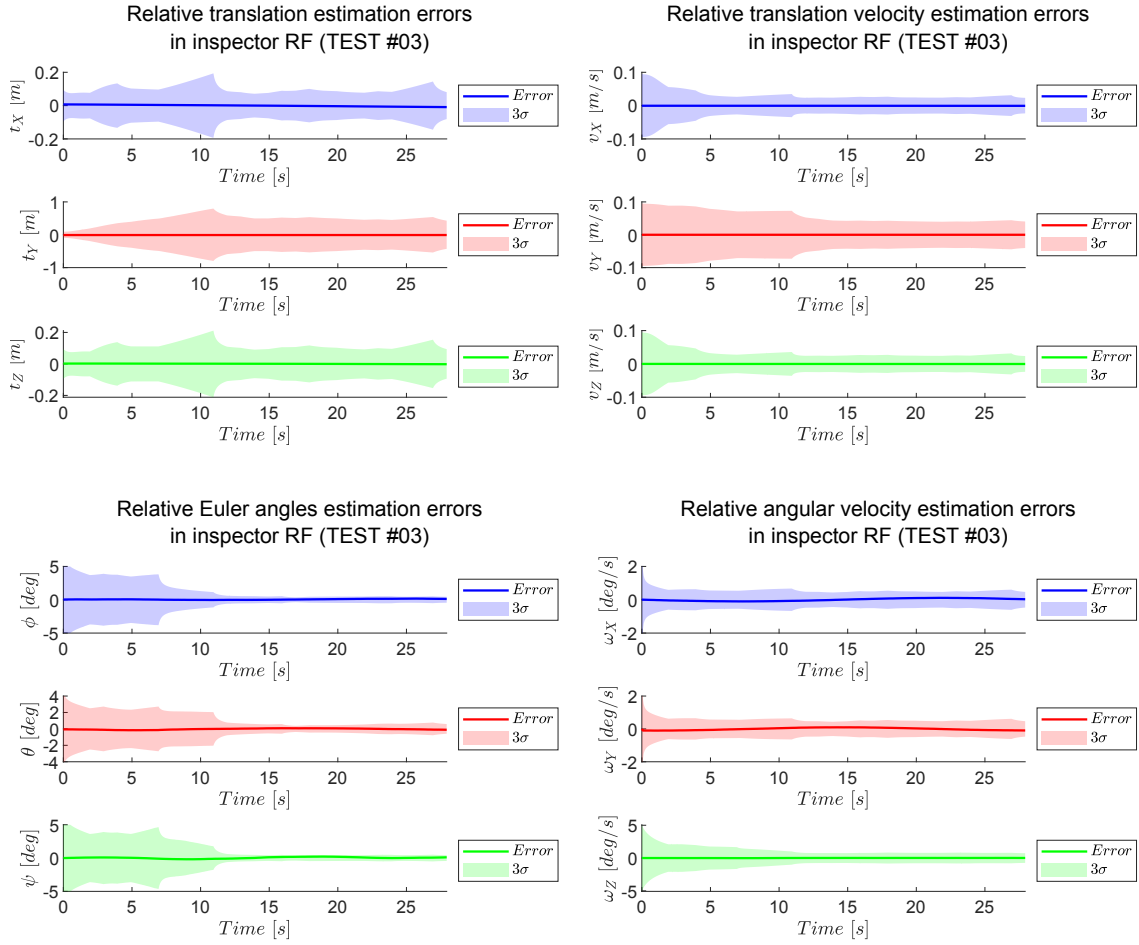 Relative translation estimation errors
in inspector RF (TEST #03)
0.2
0
-0.2
t_X [m]
0 5 10 15 20 25
Time [s]
Error
3σ
1
0
-1
t_Y [m]
0 5 10 15 20 25
Time [s]
Error
3σ
0.2
0
-0.2
t_Z [m]
0 5 10 15 20 25
Time [s]
Error
3σ
Relative translation velocity estimation errors
in inspector RF (TEST #03)
0.1
0
-0.1
v_X [m/s]
0 5 10 15 20 25
Time [s]
Error
3σ
0.1
0
-0.1
v_Y [m/s]
0 5 10 15 20 25
Time [s]
Error
3σ
0.1
0
-0.1
v_Z [m/s]
0 5 10 15 20 25
Time [s]
Error
3σ
Relative Euler angles estimation errors
in inspector RF (TEST #03)
5
0
-5
ϕ [deg]
0 5 10 15 20 25
Time [s]
Error
3σ
4
2
0
-2
-4
θ [deg]
0 5 10 15 20 25
Time [s]
Error
3σ
5
0
-5
ψ [deg]
0 5 10 15 20 25
Time [s]
Error
3σ
Relative angular velocity estimation errors
in inspector RF (TEST #03)
2
0
-2
ω_X [deg/s]
0 5 10 15 20 25
Time [s]
Error
3σ
2
0
-2
ω_Y [deg/s]
0 5 10 15 20 25
Time [s]
Error
3σ
5
0
-5
ω_Z [deg/s]
0 5 10 15 20 25
Time [s]
Error
3σ